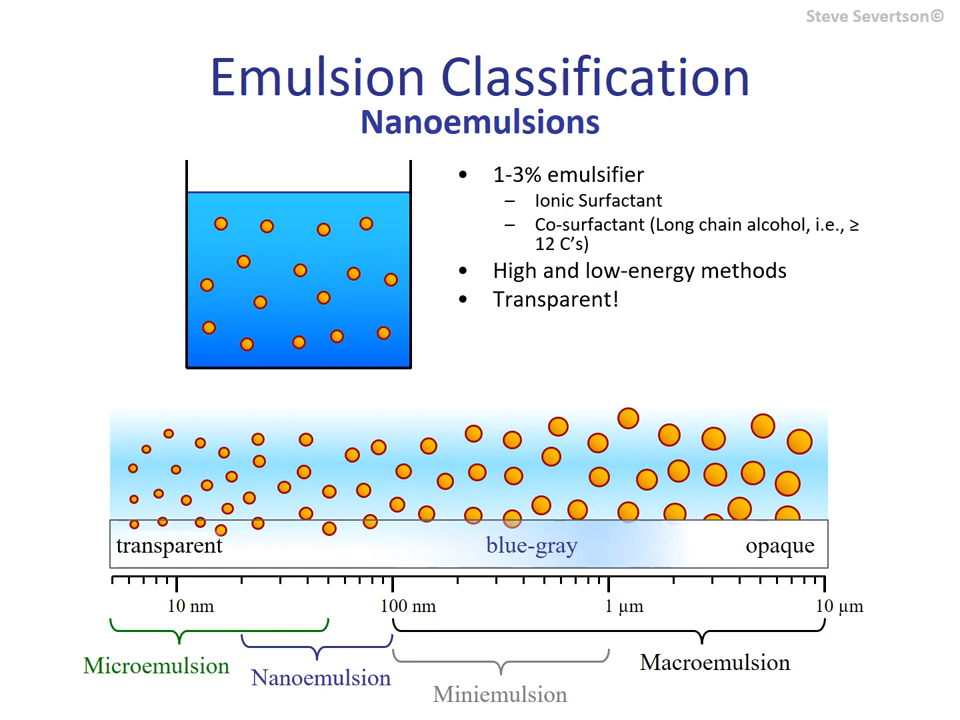 Steve Severtson©
Emulsion Classification
Nanoemulsions
• 1-3% emulsifier
– Ionic Surfactant
– Co-surfactant (Long chain alcohol, i.e., ≥
12 C's)
• High and low-energy methods
• Transparent!
transparent blue-gray opaque
10 nm 100 nm 1 µm 10 µm
Microemulsion Nanoemulsion Miniemulsion Macroemulsion